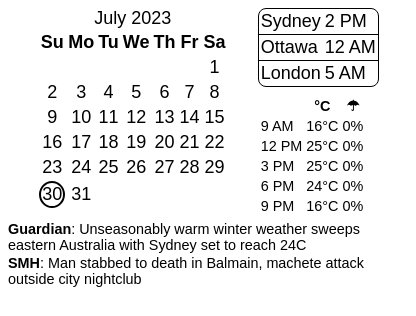 July 2023
Su Mo Tu We Th Fr Sa
1
2 3 4 5 6 7 8
9 10 11 12 13 14 15
16 17 18 19 20 21 22
23 24 25 26 27 28 29
30 31
Sydney 2 PM
Ottawa 12 AM
London 5 AM
°C ☂
9 AM 16°C 0%
12 PM 25°C 0%
3 PM 25°C 0%
6 PM 24°C 0%
9 PM 16°C 0%
Guardian: Unseasonably warm winter weather sweeps
eastern Australia with Sydney set to reach 24C
SMH: Man stabbed to death in Balmain, machete attack
outside city nightclub